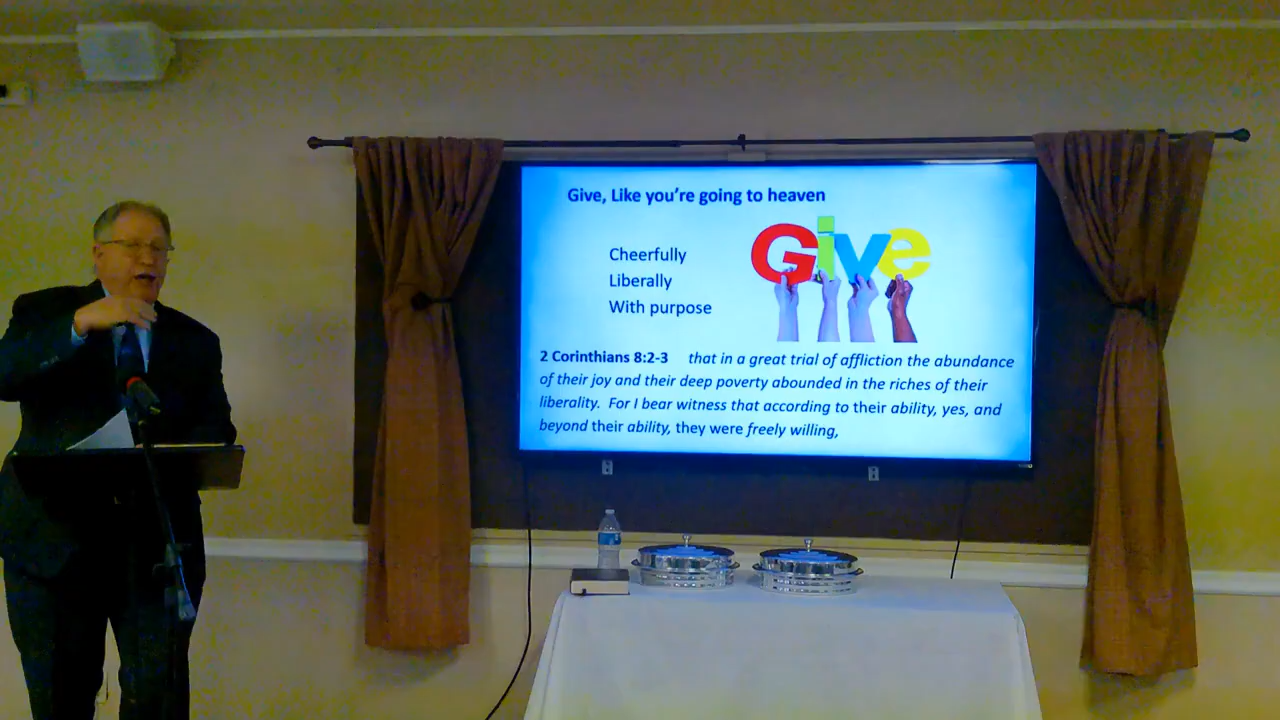 Give, Like you're going to heaven
Give
Cheerfully
Liberally
With purpose
2 Corinthians 8:2-3 that in a great trial of affliction the abundance
of their joy and their deep poverty abounded in the riches of their
liberality. For I bear witness that according to their ability, yes, and
beyond their ability, they were freely willing,